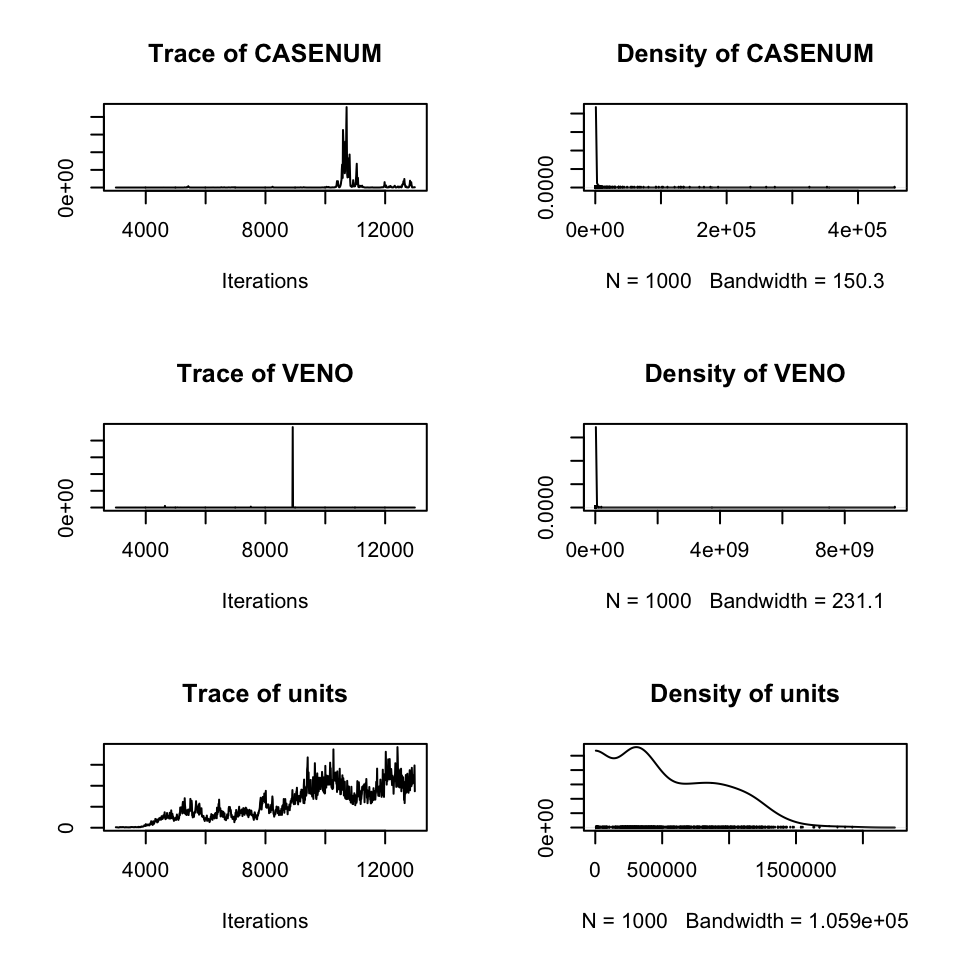 Trace of CASENUM
0e+00
4000 8000 12000
Iterations
Density of CASENUM
0.0000
0e+00 2e+05 4e+05
N = 1000 Bandwidth = 150.3
Trace of VENO
0e+00
4000 8000 12000
Iterations
Density of VENO
0.0000
0e+00 4e+09 8e+09
N = 1000 Bandwidth = 231.1
Trace of units
0
4000 8000 12000
Iterations
Density of units
0e+00
0 500000 1500000
N = 1000 Bandwidth = 1.059e+05